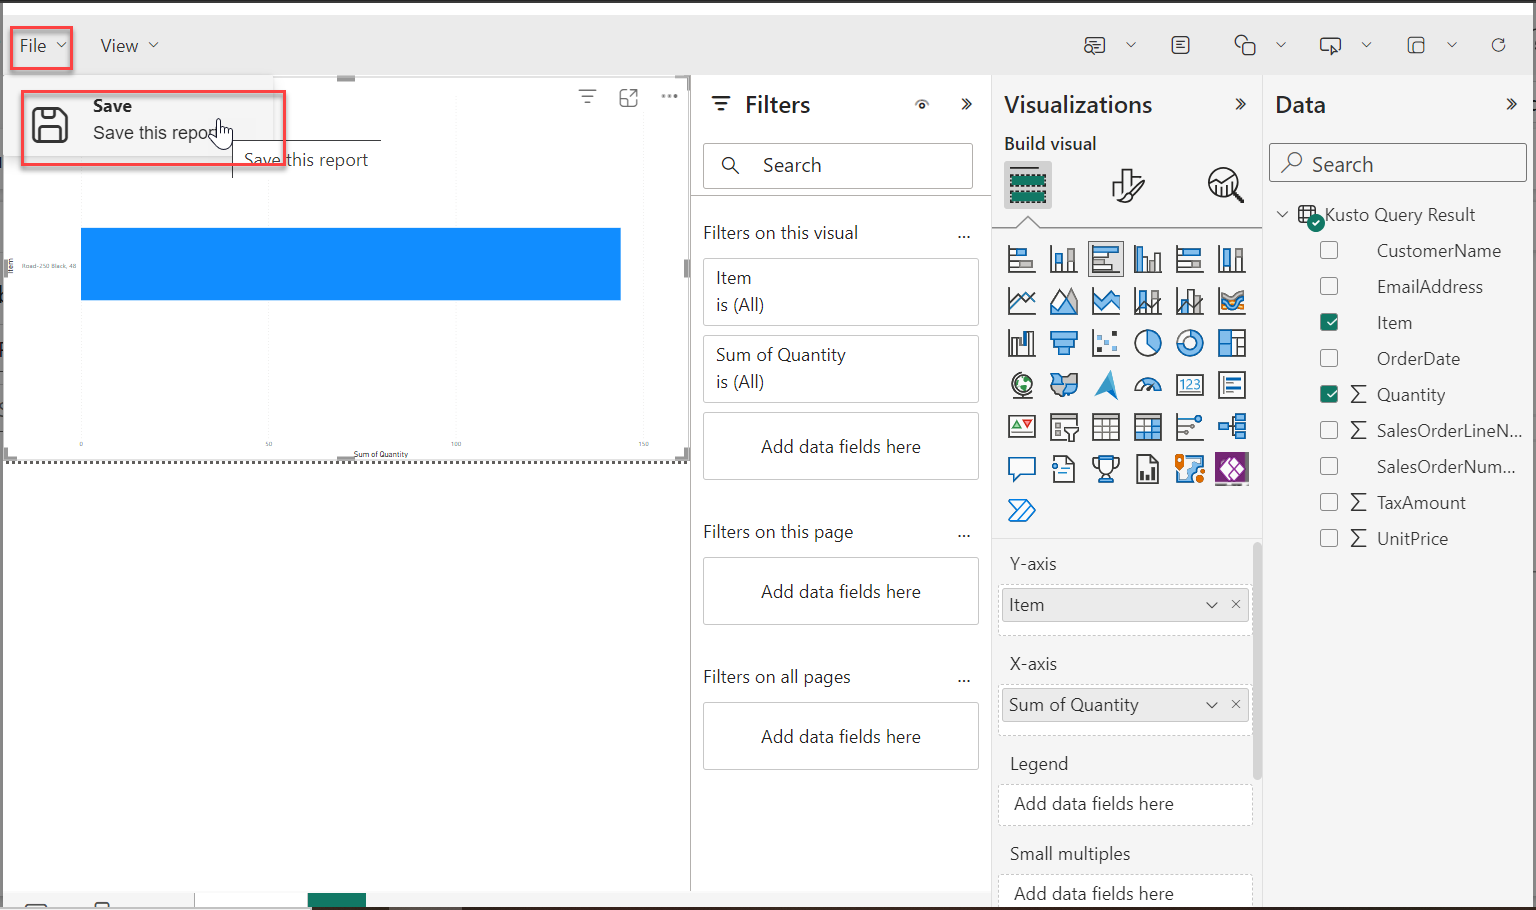 File
View
Save
Save this repor
Save this report
Item
Road-250 Black, 48
0
50
100
150
Sum of Quantity
Filters
Search
Filters on this visual
...
Item
is (All)
Sum of Quantity
is (All)
Add data fields here
Filters on this page
...
Add data fields here
Filters on all pages
...
Add data fields here
Visualizations
Build visual
123
Y-axis
Item
X-axis
Sum of Quantity
Legend
Add data fields here
Small multiples
Add data fields here
Data
Search
Kusto Query Result
CustomerName
EmailAddress
Item
OrderDate
Quantity
SalesOrderLineN...
SalesOrderNum...
TaxAmount
UnitPrice